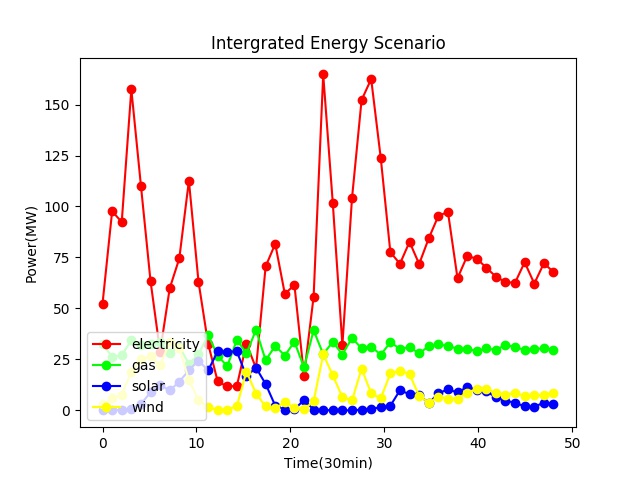 Intergrated Energy Scenario
Power(MW)
150
125
100
75
50
25
0
electricity
gas
solar
wind
0 10 20 30 40 50
Time(30min)